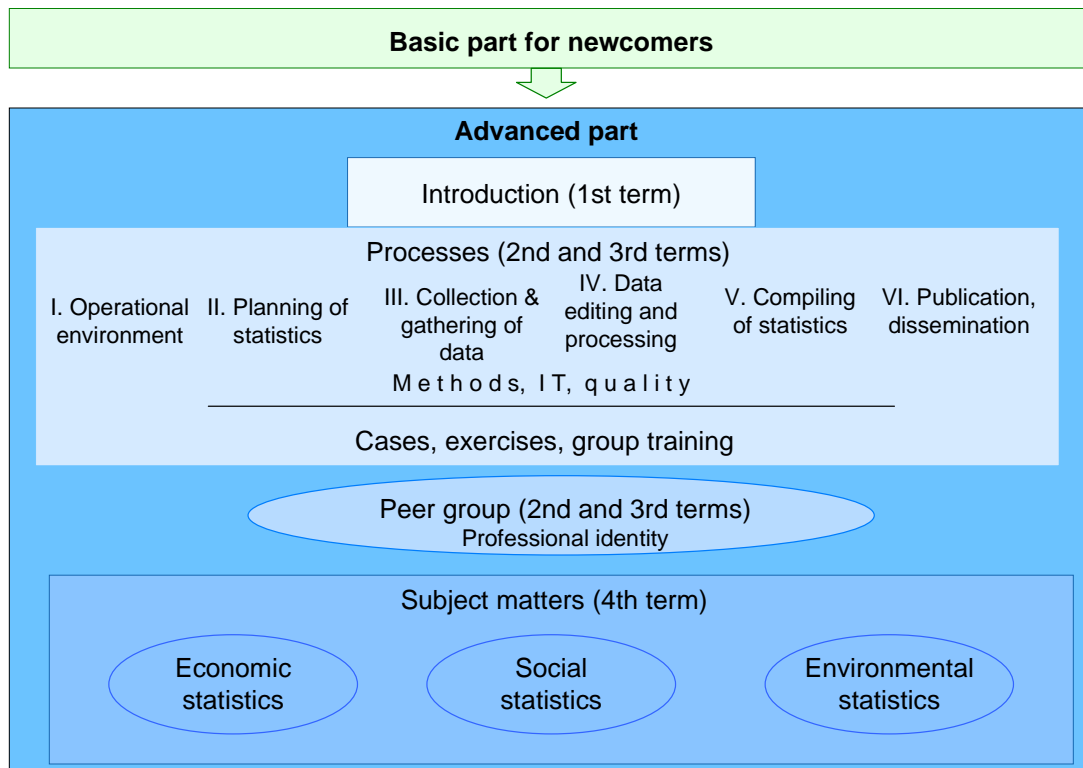 Basic part for newcomers
Advanced part
Introduction (1st term)
Processes (2nd and 3rd terms)
I. Operational
environment
II. Planning of
statistics
III. Collection &
gathering of
data
IV. Data
editing and
processing
V. Compiling
of statistics
VI. Publication,
dissemination
Methods, IT, quality
Cases, exercises, group training
Peer group (2nd and 3rd terms)
Professional identity
Subject matters (4th term)
Economic
statistics
Social
statistics
Environmental
statistics